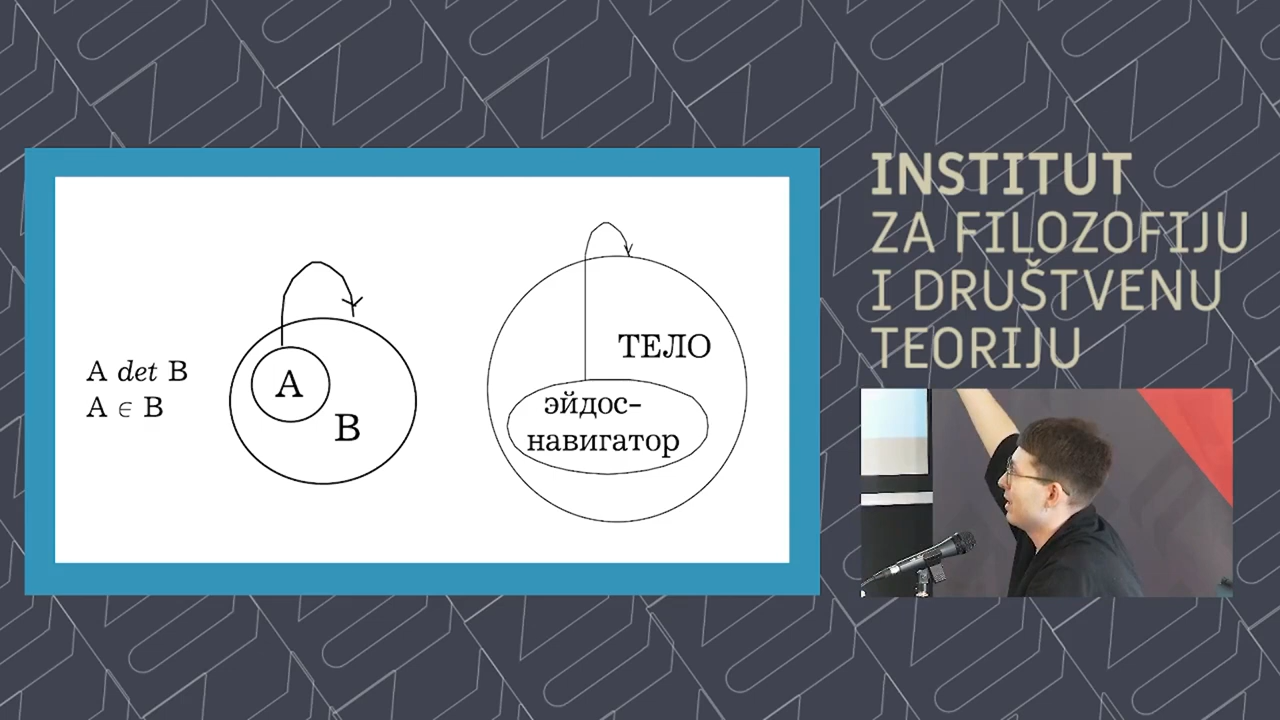 A det B
A ∈ B
A
B
ТЕЛО
эйдос-
навигатор
INSTITUT
ZA FILOZOFIJU
I DRUŠTVENU
TEORIJU